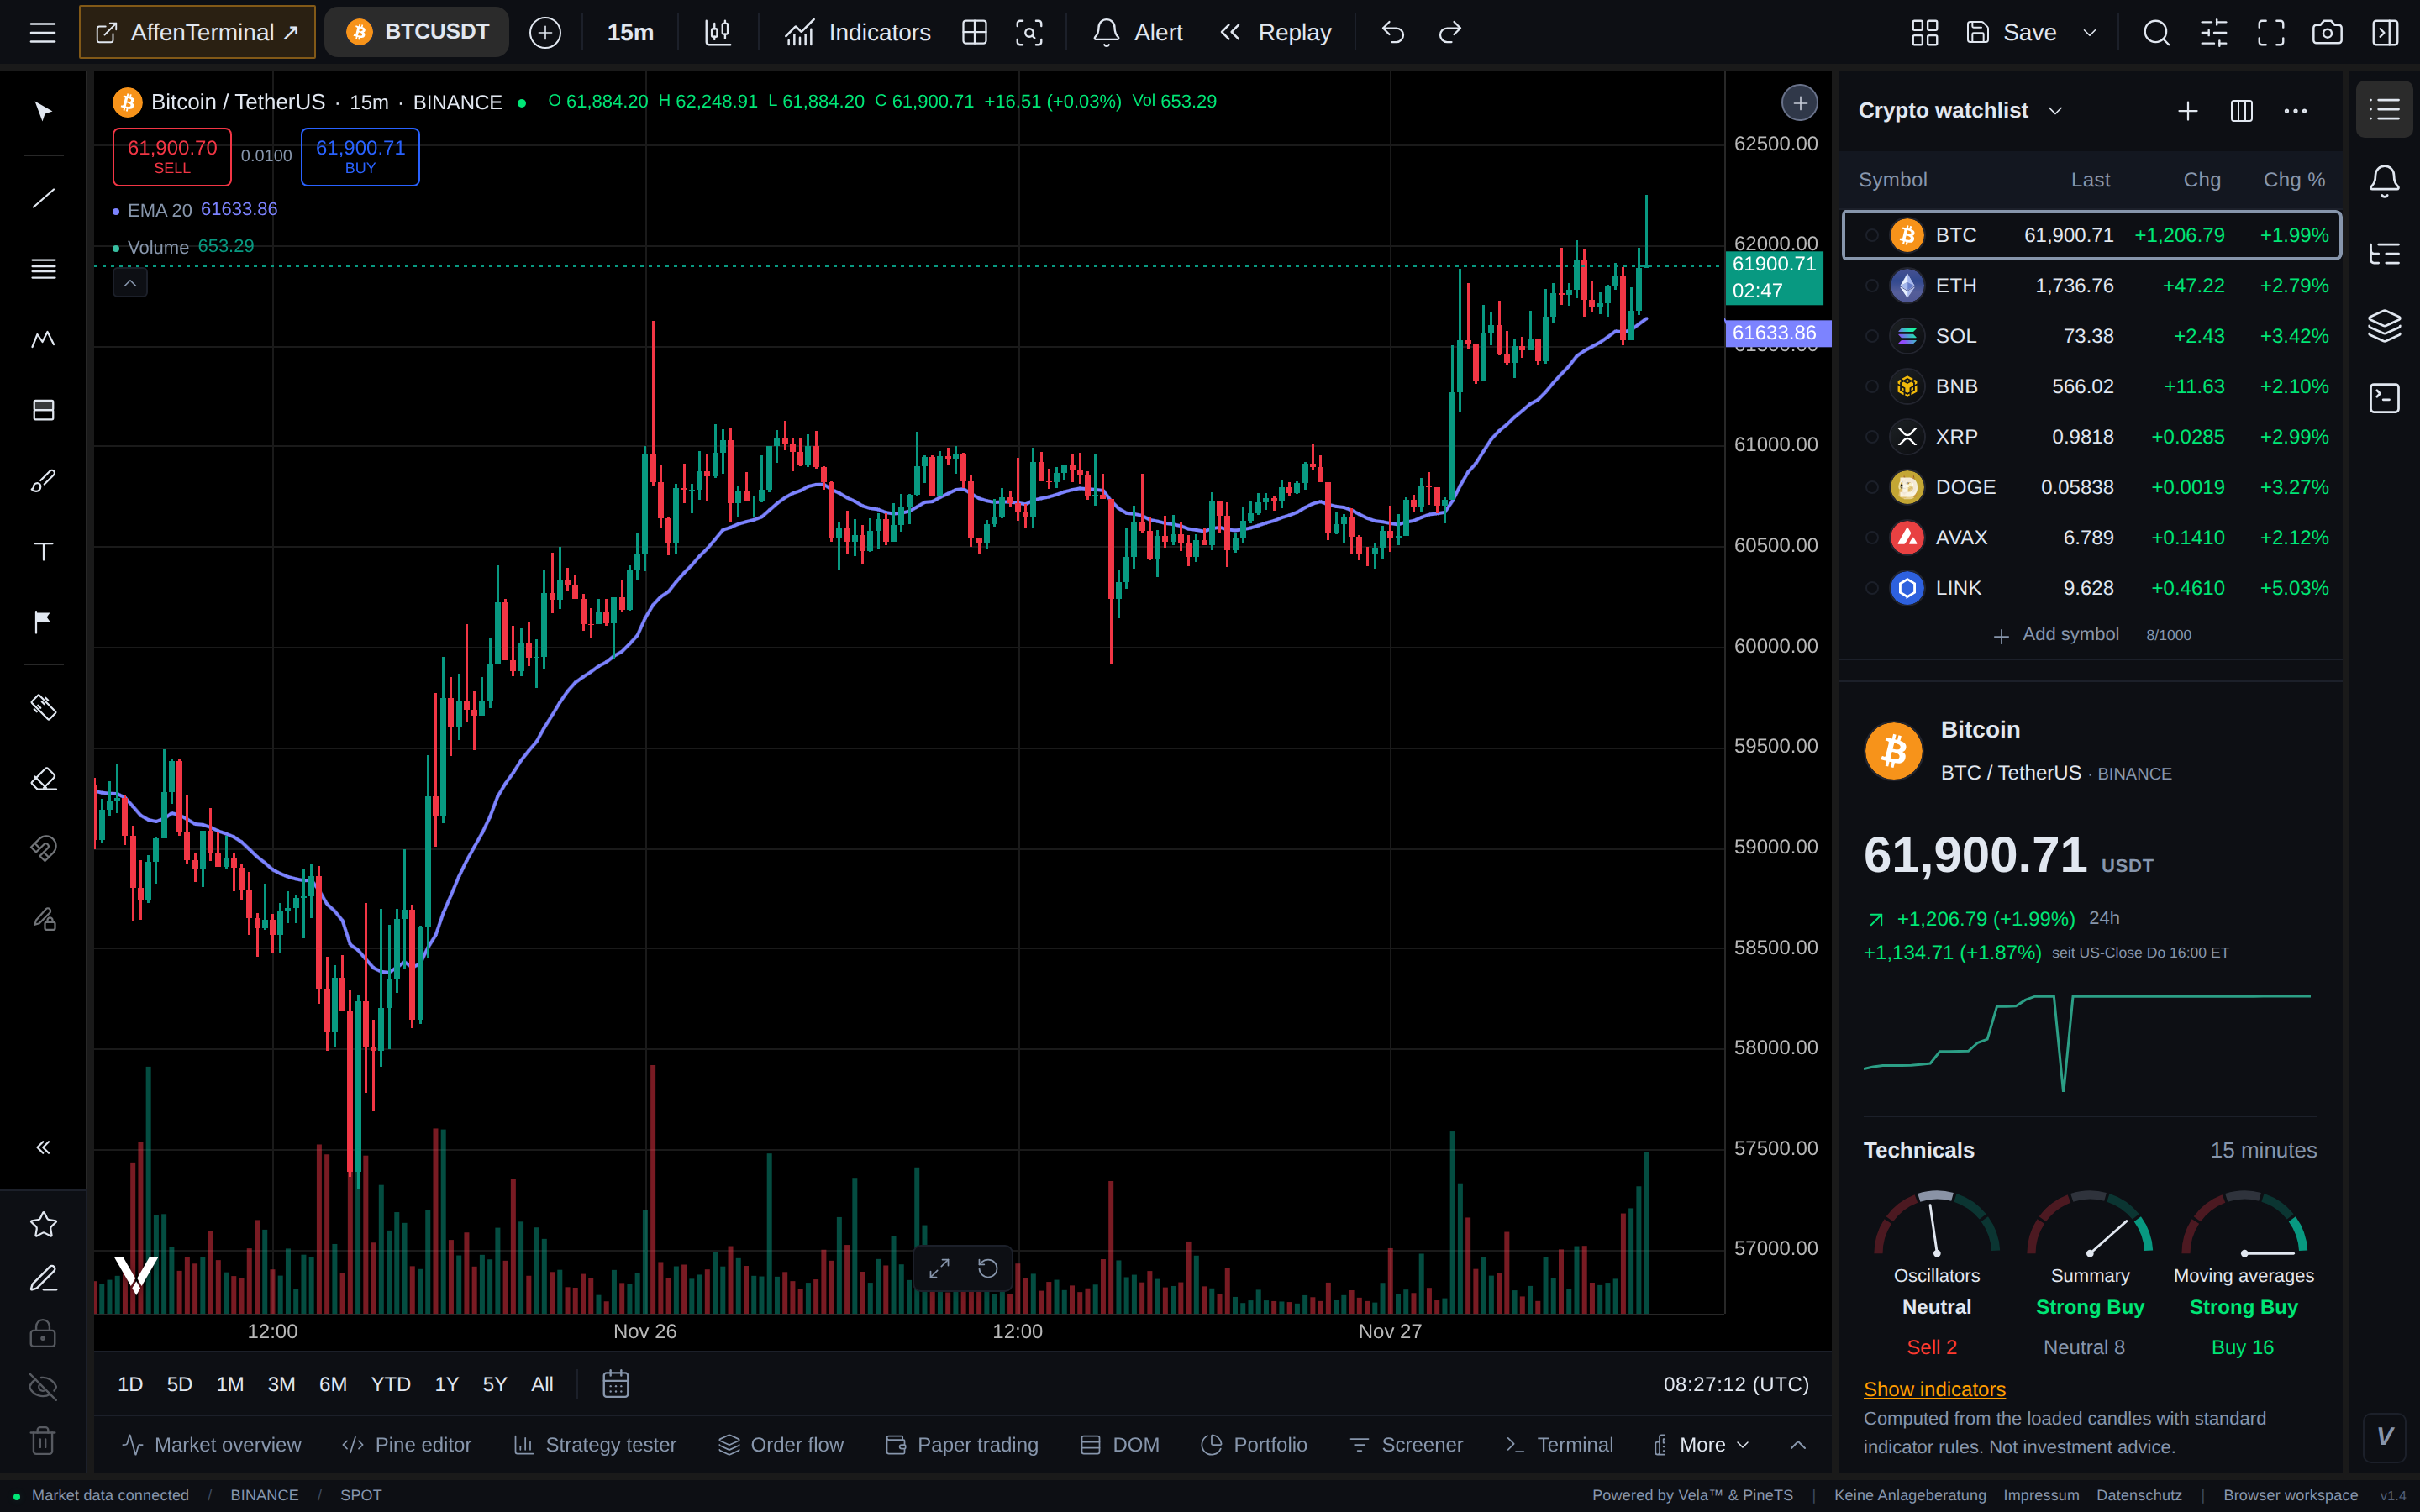 AffenTerminal ↗ BTCUSDT 15m Indicators Alert Replay Save
Bitcoin / TetherUS · 15m · BINANCE O 61,884.20 H 62,248.91 L 61,884.20 C 61,900.71 +16.51 (+0.03%) Vol 653.29
61,900.70 SELL
0.0100
61,900.71 BUY
EMA 20 61633.86
Volume 653.29
62500.00
62000.00
61900.71
02:47
61633.86
61000.00
60500.00
60000.00
59500.00
59000.00
58500.00
58000.00
57500.00
57000.00
12:00 Nov 26 12:00 Nov 27
1D 5D 1M 3M 6M YTD 1Y 5Y All 08:27:12 (UTC)
Market overview Pine editor Strategy tester Order flow Paper trading DOM Portfolio Screener Terminal More
Crypto watchlist
Symbol Last Chg Chg %
BTC 61,900.71 +1,206.79 +1.99%
ETH 1,736.76 +47.22 +2.79%
SOL 73.38 +2.43 +3.42%
BNB 566.02 +11.63 +2.10%
XRP 0.9818 +0.0285 +2.99%
DOGE 0.05838 +0.0019 +3.27%
AVAX 6.789 +0.1410 +2.12%
LINK 9.628 +0.4610 +5.03%
Add symbol 8/1000
Bitcoin
BTC / TetherUS · BINANCE
61,900.71 USDT
+1,206.79 (+1.99%) 24h
+1,134.71 (+1.87%) seit US-Close Do 16:00 ET
Technicals 15 minutes
Oscillators Summary Moving averages
Neutral Strong Buy Strong Buy
Sell 2 Neutral 8 Buy 16
Show indicators
Computed from the loaded candles with standard
indicator rules. Not investment advice.
V
Market data connected / BINANCE / SPOT
Powered by Vela™ & PineTS | Keine Anlageberatung Impressum Datenschutz | Browser workspace v1.4